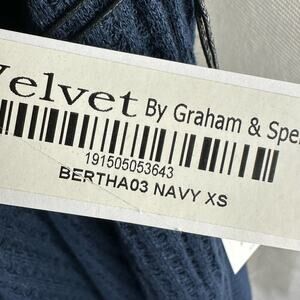 Velvet By Graham & Spe
191505053643
BERTHA03 NAVY XS